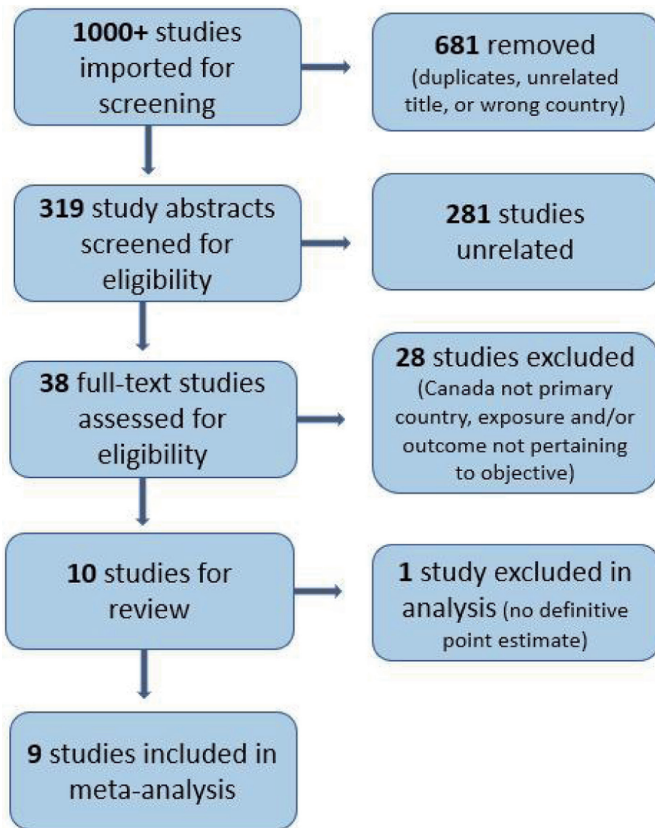 1000+ studies
imported for
screening
681 removed
(duplicates, unrelated
title, or wrong country)
319 study abstracts
screened for
eligibility
281 studies
unrelated
38 full-text studies
assessed for
eligibility
28 studies excluded
(Canada not primary
country, exposure and/or
outcome not pertaining
to objective)
10 studies for
review
1 study excluded in
analysis (no definitive
point estimate)
9 studies included in
meta-analysis